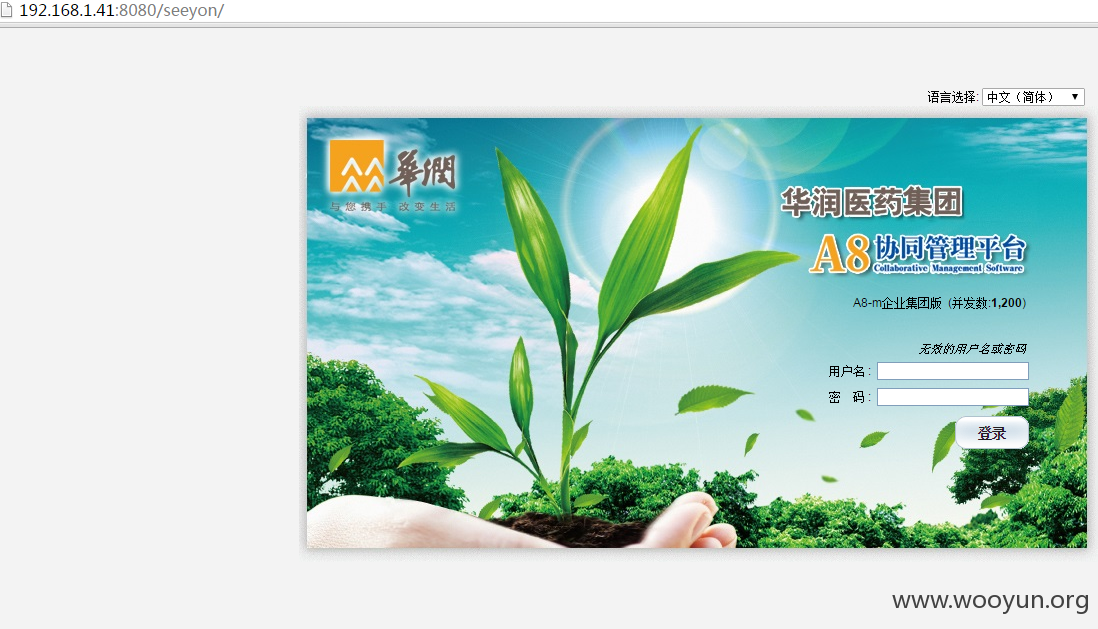 192.168.1.41:8080/seeyon/
语言选择: 中文（简体）
華潤
与您携手 改变生活
华润医药集团
A8协同管理平台
Collaborative Management Software
A8-m企业集团版（并发数:1,200）
无效的用户名或密码
用户名：
密 码：
登录
www.wooyun.org